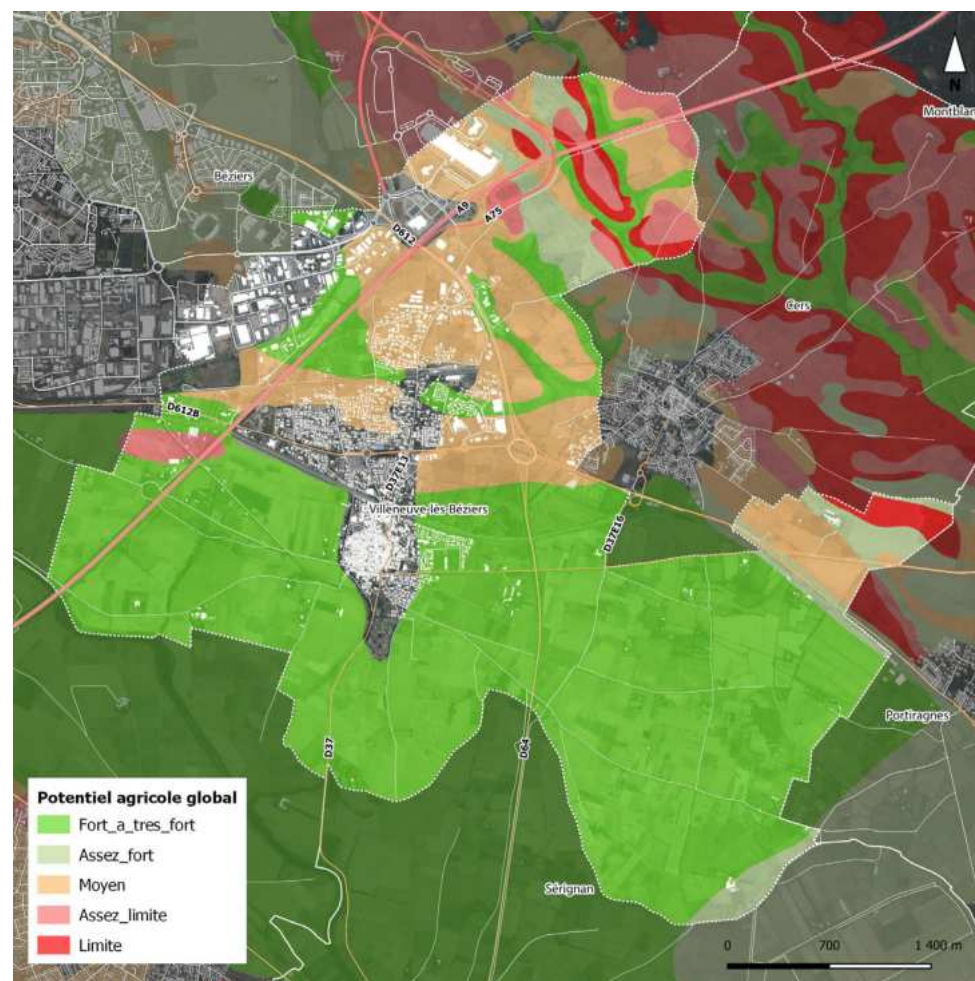 N
Montblan
Béziers
A9
A75
D612
Cers
D612B
D37E13
Villeneuve-lès-Béziers
D37E16
Portiragnes
D37
D64
Sérignan
Potentiel agricole global
Fort_a_tres_fort
Assez_fort
Moyen
Assez_limite
Limite
0 700 1 400 m